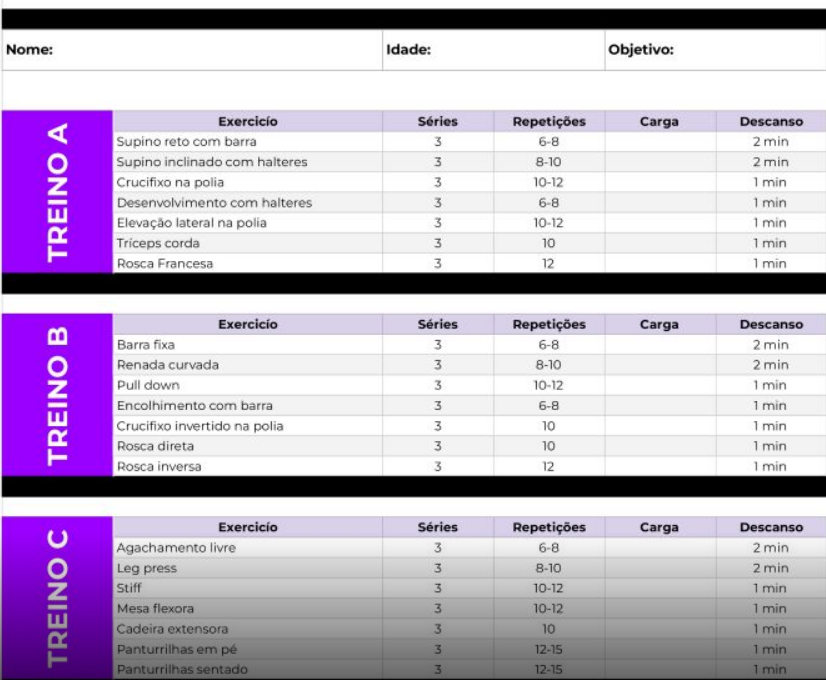 Nome: Idade: Objetivo:
TREINO A
Exercicío Séries Repetições Carga Descanso
Supino reto com barra 3 6-8 2 min
Supino inclinado com halteres 3 8-10 2 min
Crucifixo na polia 3 10-12 1 min
Desenvolvimento com halteres 3 6-8 1 min
Elevação lateral na polia 3 10-12 1 min
Tríceps corda 3 10 1 min
Rosca Francesa 3 12 1 min
TREINO B
Exercicío Séries Repetições Carga Descanso
Barra fixa 3 6-8 2 min
Renada curvada 3 8-10 2 min
Pull down 3 10-12 1 min
Encolhimento com barra 3 6-8 1 min
Crucifixo invertido na polia 3 10 1 min
Rosca direta 3 10 1 min
Rosca inversa 3 12 1 min
TREINO C
Exercicío Séries Repetições Carga Descanso
Agachamento livre 3 6-8 2 min
Leg press 3 8-10 2 min
Stiff 3 10-12 1 min
Mesa flexora 3 10-12 1 min
Cadeira extensora 3 10 1 min
Panturrilhas em pé 3 12-15 1 min
Panturrilhas sentado 3 12-15 1 min